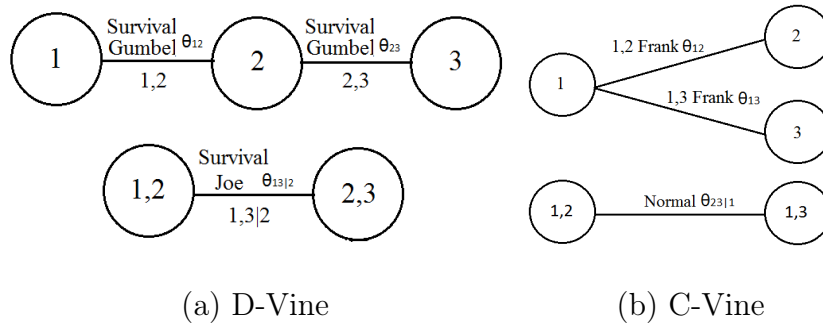 Survival
Gumbel θ12
Survival
Gumbel θ23
1
2
3
1,2
2,3
Survival
Joe θ13|2
1,2
2,3
1,3|2
(a) D-Vine
1,2 Frank θ12
2
1
1,3 Frank θ13
3
1,2
Normal θ23|1
1,3
(b) C-Vine